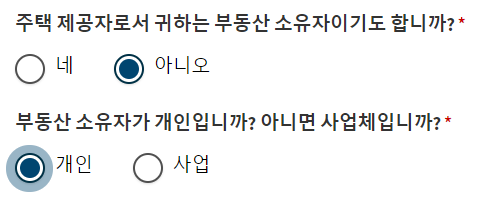 주택 제공자로서 귀하는 부동산 소유자이기도 합니까? *
네 아니오
부동산 소유자가 개인입니까? 아니면 사업체입니까? *
개인 사업